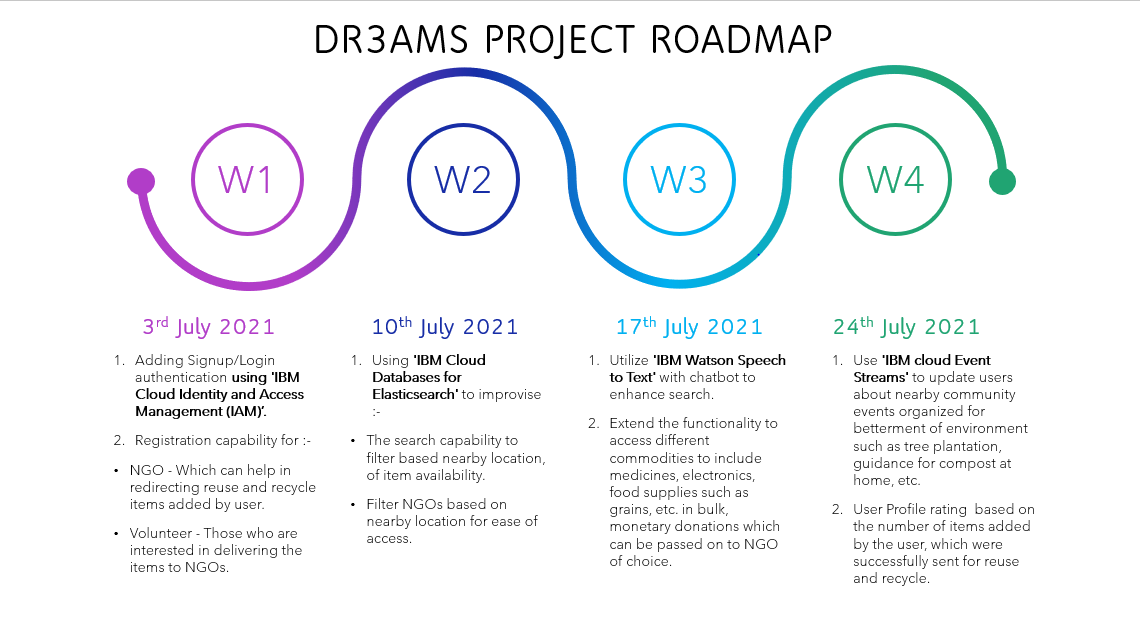 DR3AMS PROJECT ROADMAP
W1
W2
W3
W4
3rd July 2021
1. Adding Signup/Login
authentication using 'IBM
Cloud Identity and Access
Management (IAM)'.
2. Registration capability for :-
• NGO - Which can help in
redirecting reuse and recycle
items added by user.
• Volunteer - Those who are
interested in delivering the
items to NGOs.
10th July 2021
1. Using 'IBM Cloud
Databases for
Elasticsearch' to improvise
:-
• The search capability to
filter based nearby location,
of item availability.
• Filter NGOs based on
nearby location for ease of
access.
17th July 2021
1. Utilize 'IBM Watson Speech
to Text' with chatbot to
enhance search.
2. Extend the functionality to
access different
commodities to include
medicines, electronics,
food supplies such as
grains, etc. in bulk,
monetary donations which
can be passed on to NGO
of choice.
24th July 2021
1. Use 'IBM cloud Event
Streams' to update users
about nearby community
events organized for
betterment of environment
such as tree plantation,
guidance for compost at
home, etc.
2. User Profile rating based on
the number of items added
by the user, which were
successfully sent for reuse
and recycle.